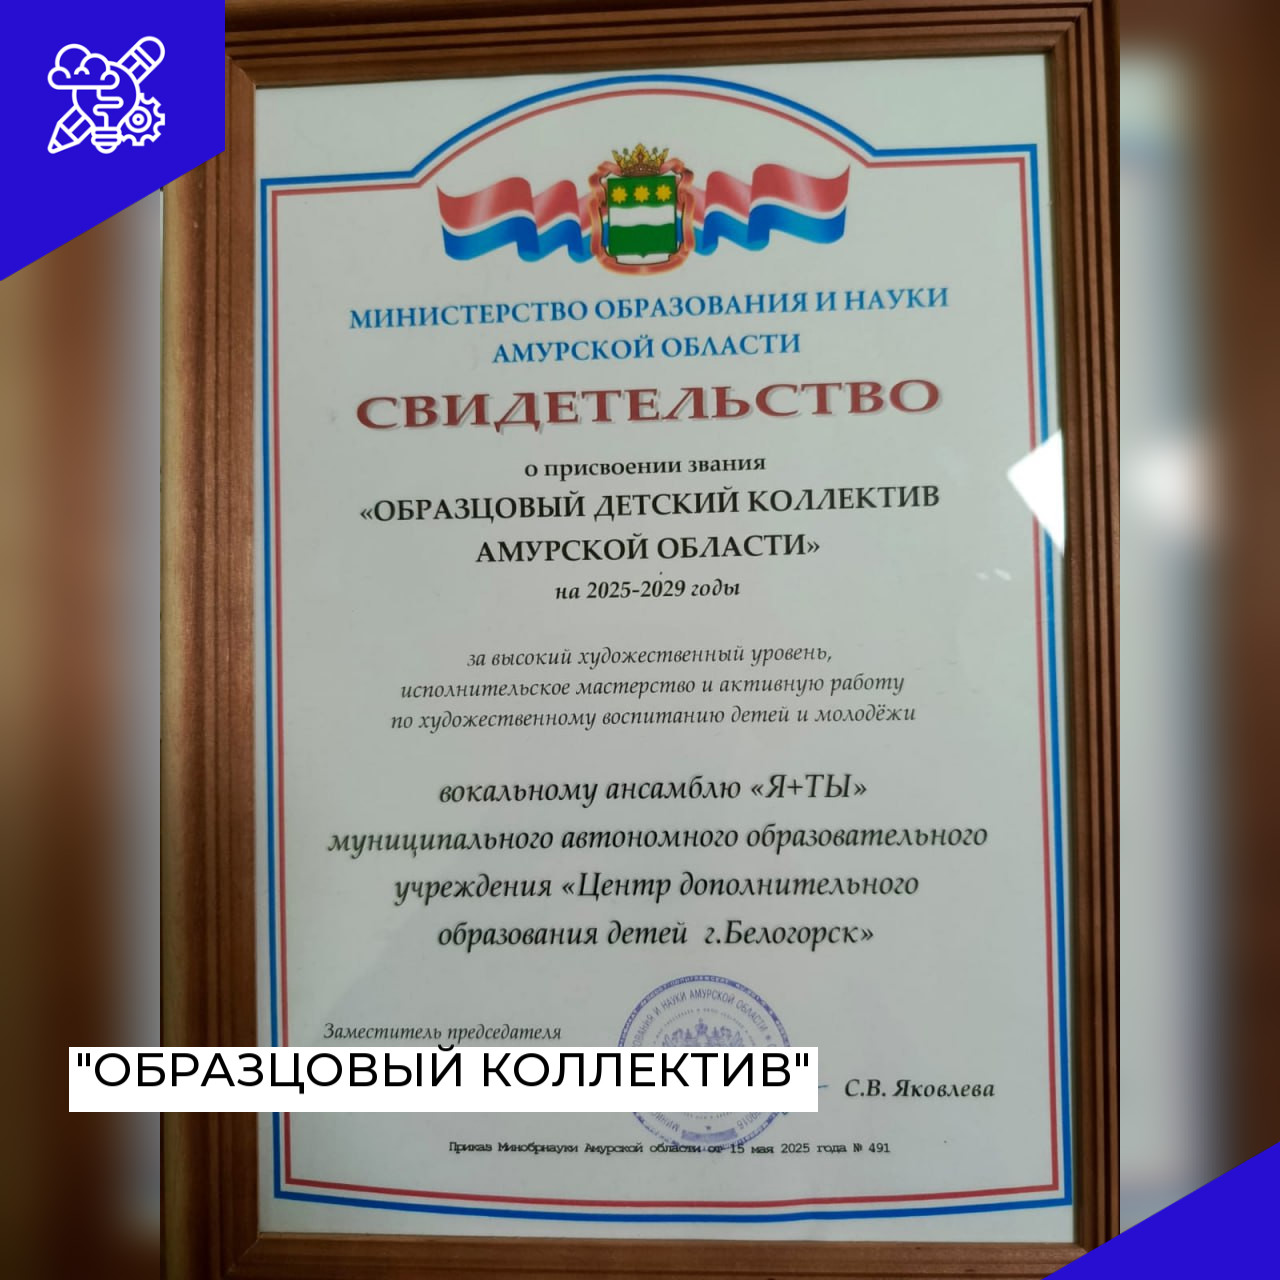 МИНИСТЕРСТВО ОБРАЗОВАНИЯ И НАУКИ
АМУРСКОЙ ОБЛАСТИ
СВИДЕТЕЛЬСТВО
о присвоении звания
«ОБРАЗЦОВЫЙ ДЕТСКИЙ КОЛЛЕКТИВ
АМУРСКОЙ ОБЛАСТИ»
на 2025-2029 годы
за высокий художественный уровень,
исполнительское мастерство и активную работу
по художественному воспитанию детей и молодёжи
вокальному ансамблю «Я+ТЫ»
муниципального автономного образовательного
учреждения «Центр дополнительного
образования детей г.Белогорск»
Заместитель председателя
"ОБРАЗЦОВЫЙ КОЛЛЕКТИВ"
С.В. Яковлева
И НАУКИ АМУРСКОЙ ОБЛАСТИ
Приказ Минобрнауки Амурской области от 15 мая 2025 года № 491